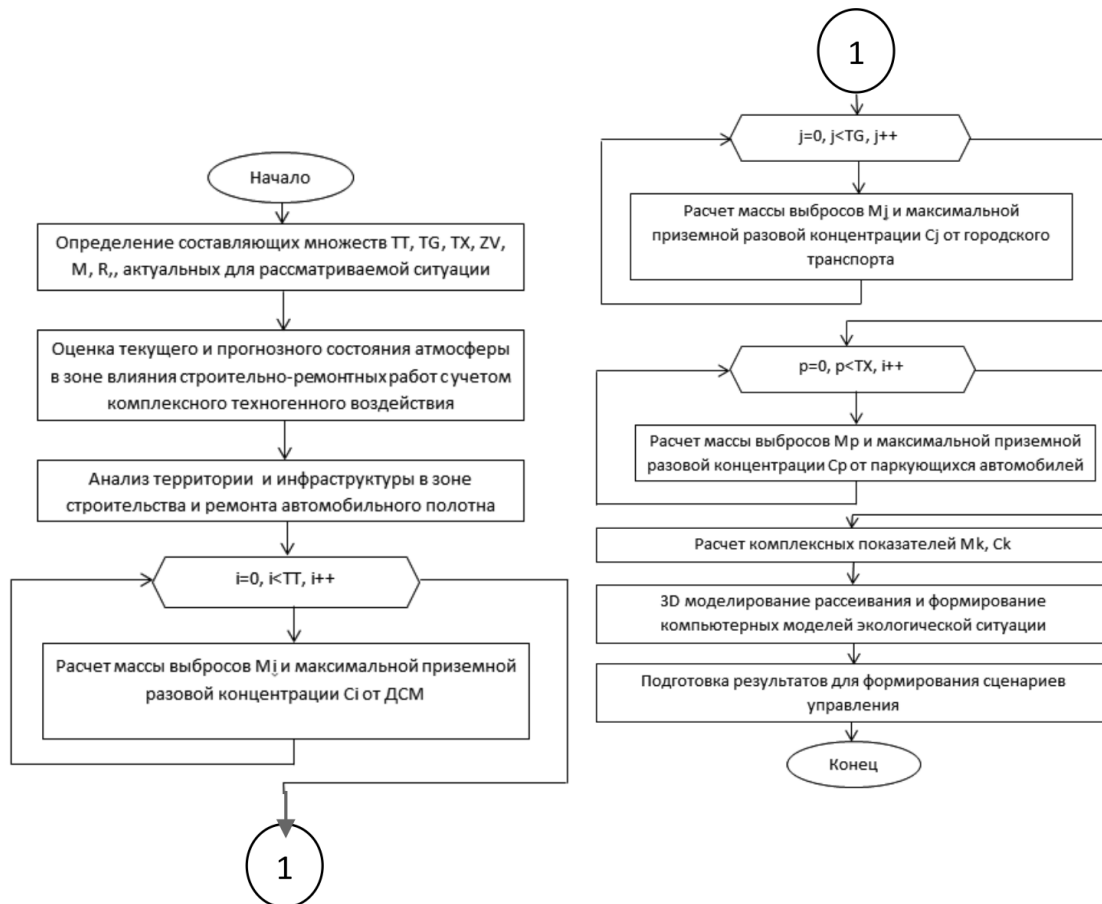 Начало
Определение составляющих множеств TT, TG, TX, ZV,
M, R,, актуальных для рассматриваемой ситуации
Оценка текущего и прогнозного состояния атмосферы
в зоне влияния строительно-ремонтных работ с учетом
комплексного техногенного воздействия
Анализ территории и инфраструктуры в зоне
строительства и ремонта автомобильного полотна
i=0, i<TT, i++
Расчет массы выбросов Mi и максимальной приземной
разовой концентрации Ci от ДСМ
1
1
j=0, j<TG, j++
Расчет массы выбросов Mj и максимальной
приземной разовой концентрации Cj от городского
транспорта
p=0, p<TX, i++
Расчет массы выбросов Mp и максимальной приземной
разовой концентрации Cp от паркующихся автомобилей
Расчет комплексных показателей Mk, Ck
3D моделирование рассеивания и формирование
компьютерных моделей экологической ситуации
Подготовка результатов для формирования сценариев
управления
Конец